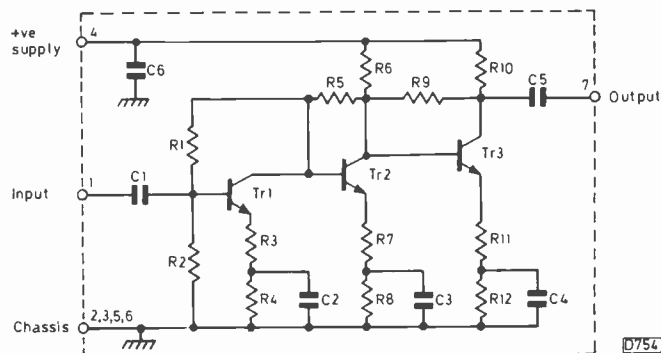 +ve
supply
4
C6
R5
R6
R9
R10
C5
7
Output
R1
Input
1
C1
Tr1
Tr2
Tr3
R2
R3
R7
R11
R4
C2
R8
C3
R12
C4
Chassis
2,3,5,6
D754